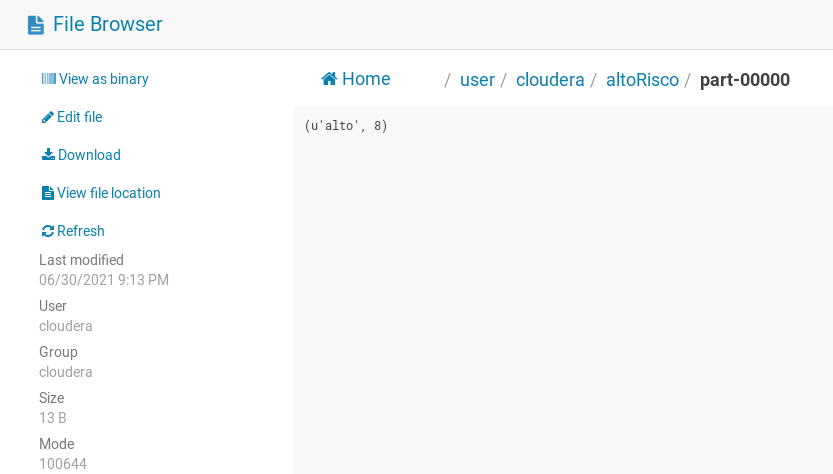 File Browser
View as binary
Edit file
Download
View file location
Refresh
Last modified
06/30/2021 9:13 PM
User
cloudera
Group
cloudera
Size
13 B
Mode
100644
Home / user / cloudera / altoRisco / part-00000
(u'alto', 8)